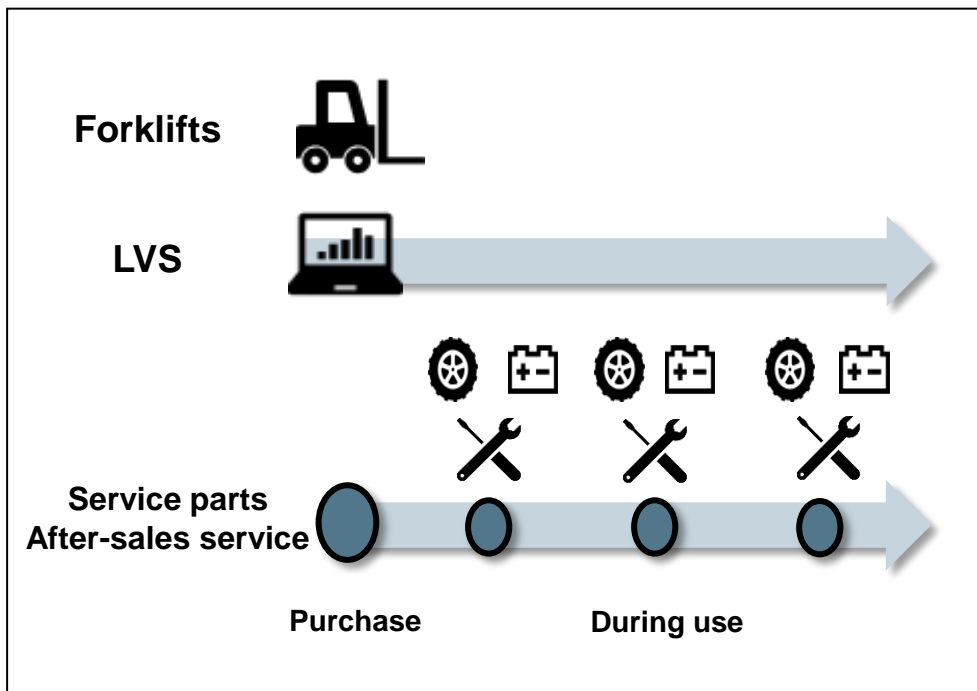 Forklifts
LVS
Service parts
After-sales service
Purchase
During use